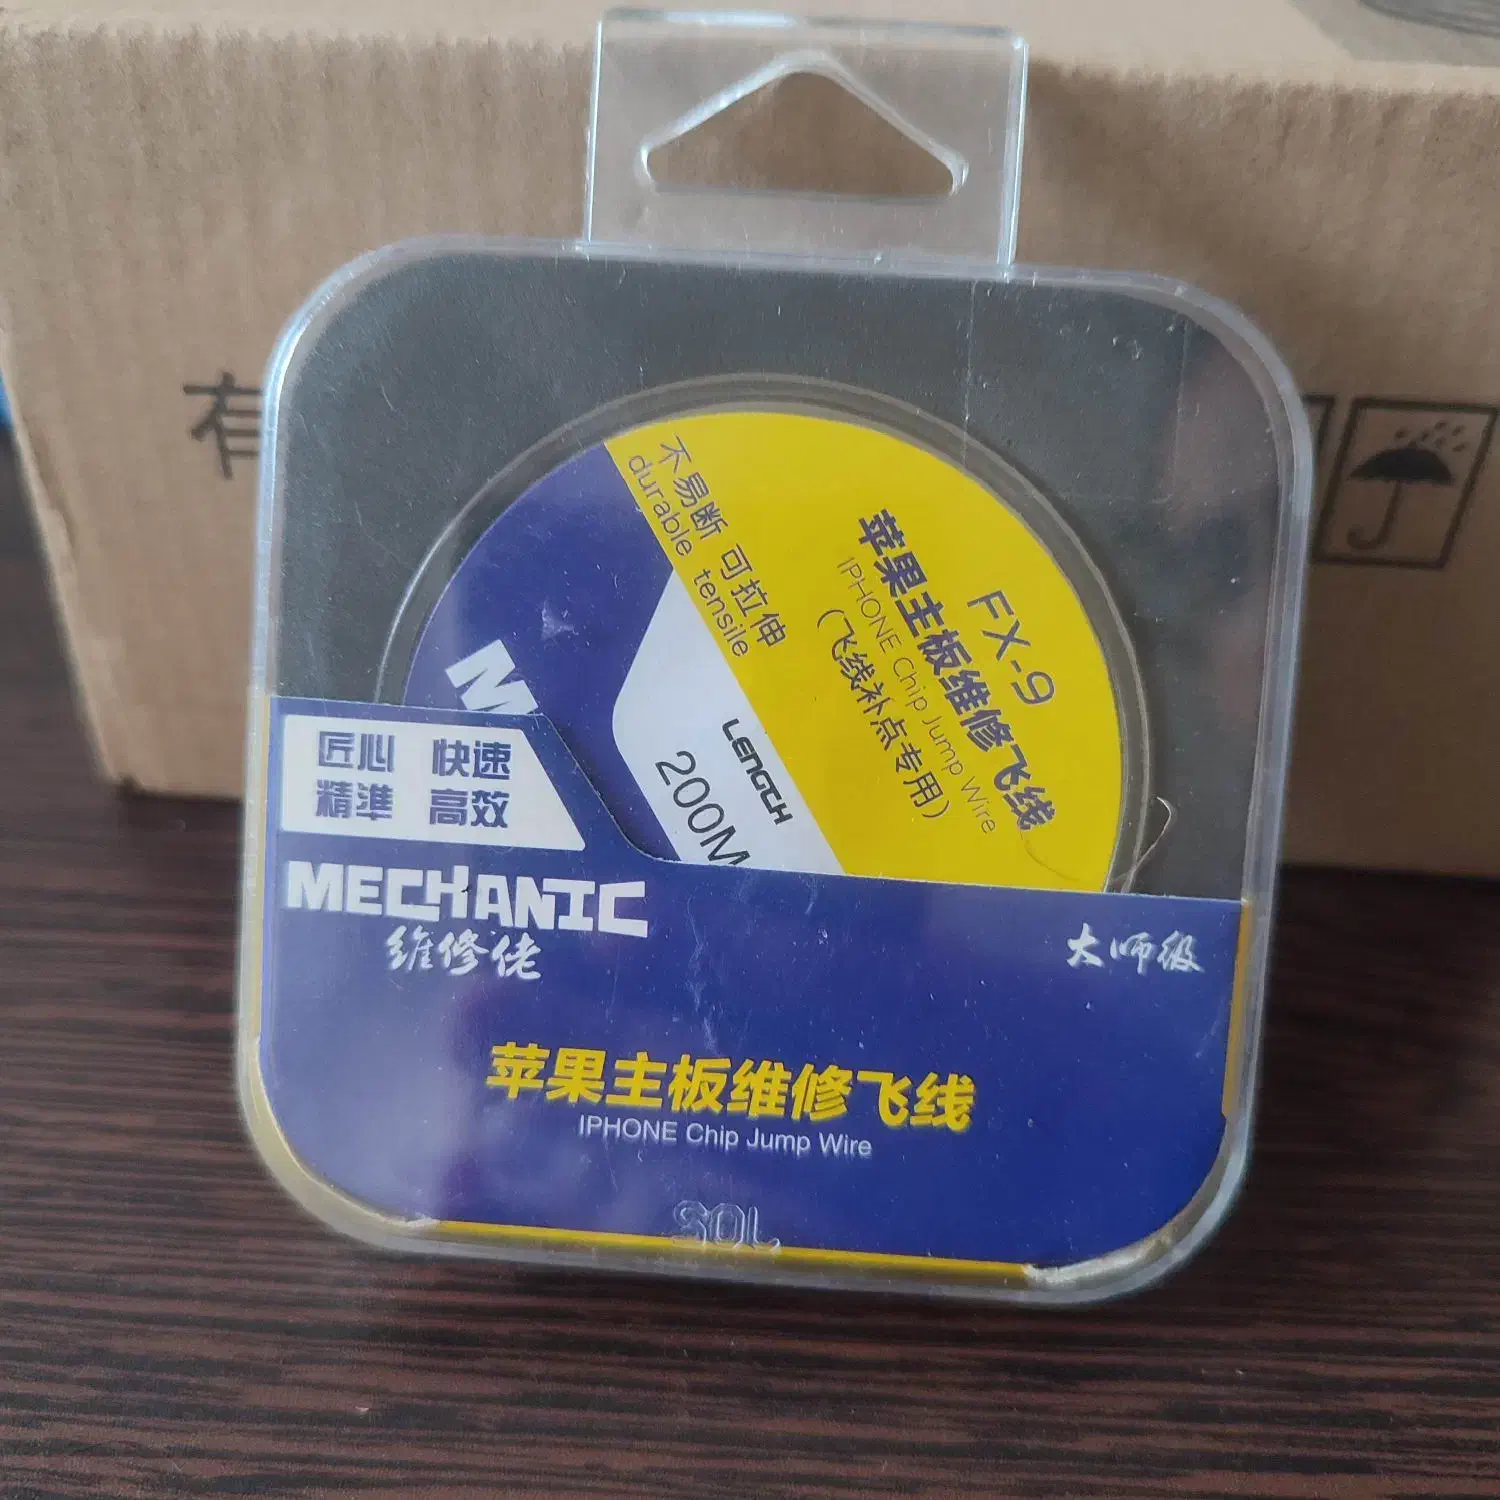 有
不易断 可拉伸
durable tensile
FX-9
苹果主板维修飞线
IPHONE Chip Jump Wire
(飞线补点专用)
LENGTH
200M
M
匠心 快速
精準 高效
MECHANIC
维修佬
大师级
苹果主板维修飞线
IPHONE Chip Jump Wire
SOL